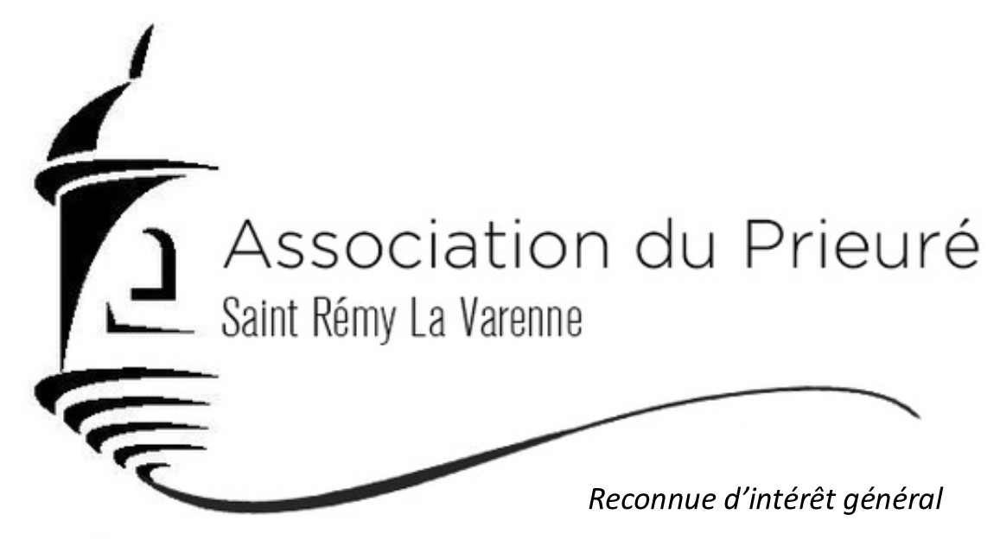 Association du Prieuré
Saint Rémy La Varenne
Reconnue d’intérêt général